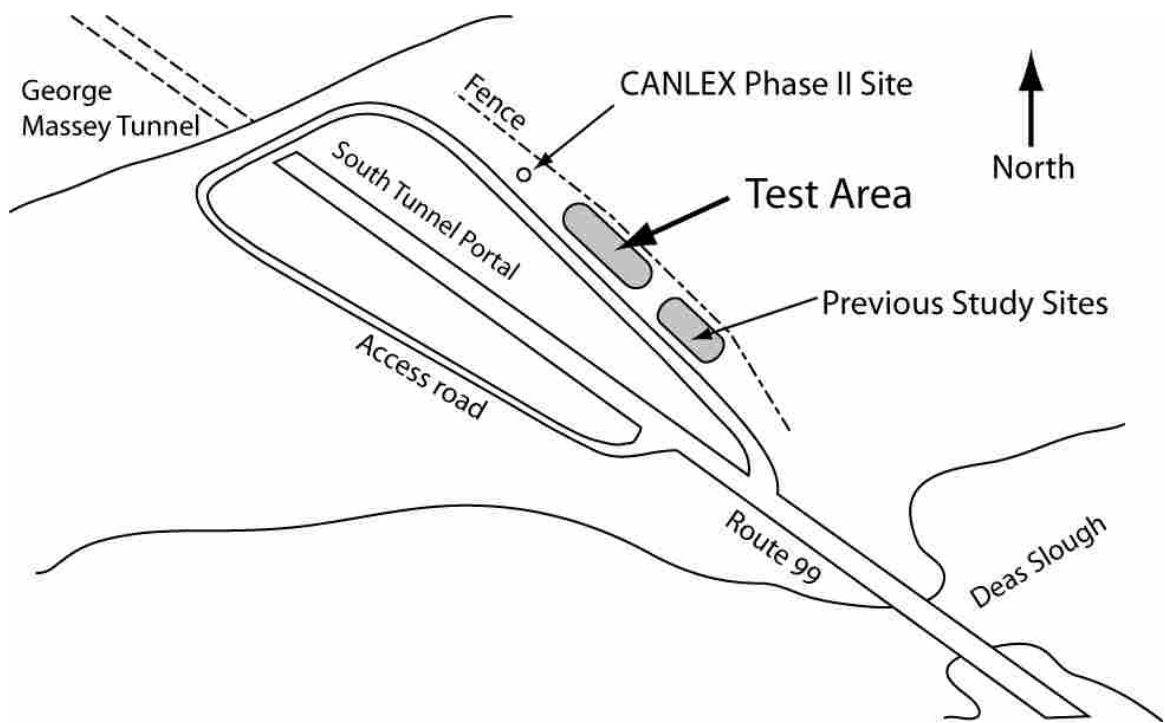 George
Massey Tunnel
Fence
CANLEX Phase II Site
North
South Tunnel Portal
Test Area
Previous Study Sites
Access road
Route 99
Deas Slough